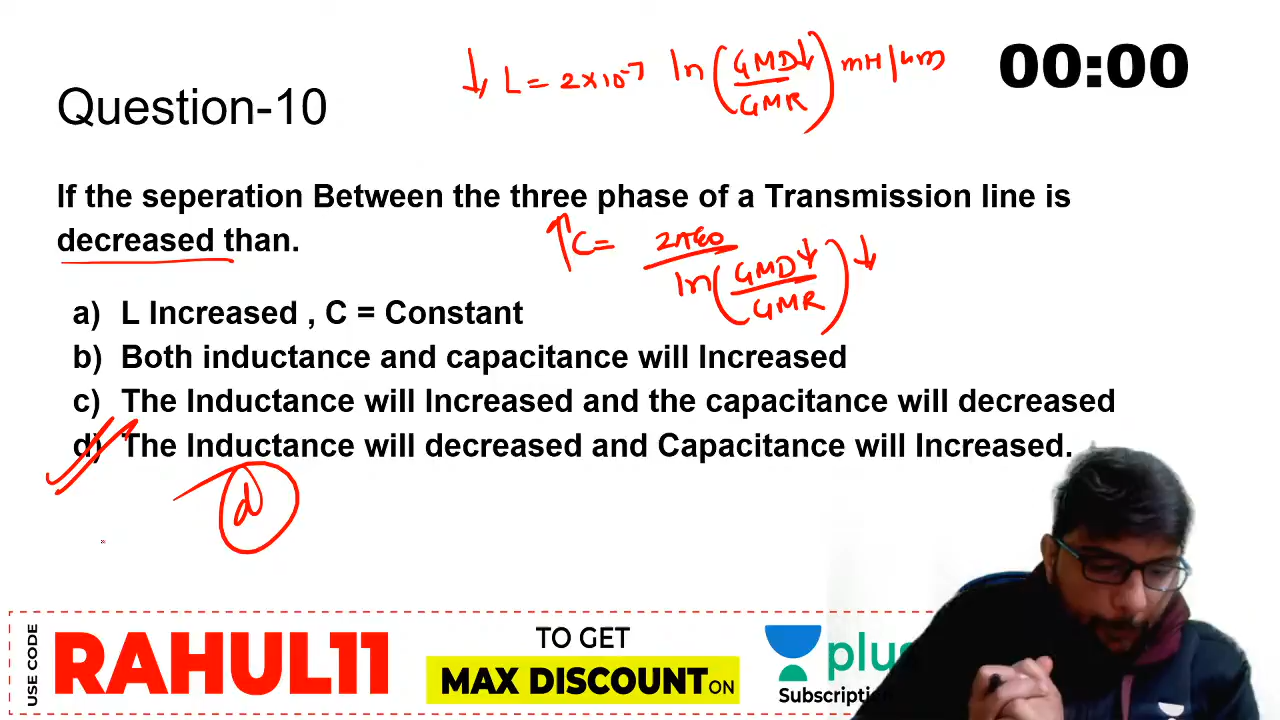 ↓ L = 2×10⁻⁷ ln (GMD↓/GMR) mH/km
00:00
Question-10
If the seperation Between the three phase of a Transmission line is
decreased than.
↑ C = 2πε0 / ln (GMD↓/GMR) ↓
a) L Increased , C = Constant
b) Both inductance and capacitance will Increased
c) The Inductance will Increased and the capacitance will decreased
d) The Inductance will decreased and Capacitance will Increased.
d
USE CODE
RAHUL11
TO GET
MAX DISCOUNT ON
plus
Subscription